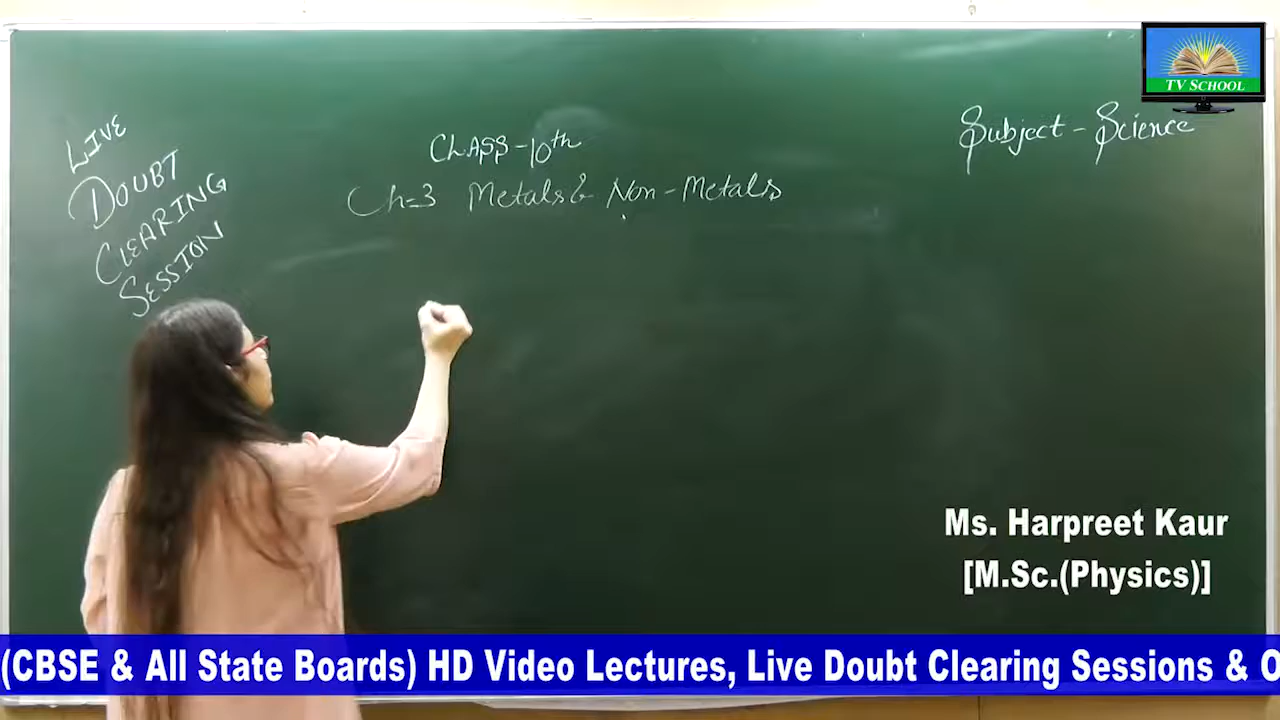 TV SCHOOL
Subject - Science
LIVE
DOUBT
CLEARING
SESSION
CLASS - 10th
Ch=3 Metals & Non-Metals
Ms. Harpreet Kaur
[M.Sc.(Physics)]
(CBSE & All State Boards) HD Video Lectures, Live Doubt Clearing Sessions & O